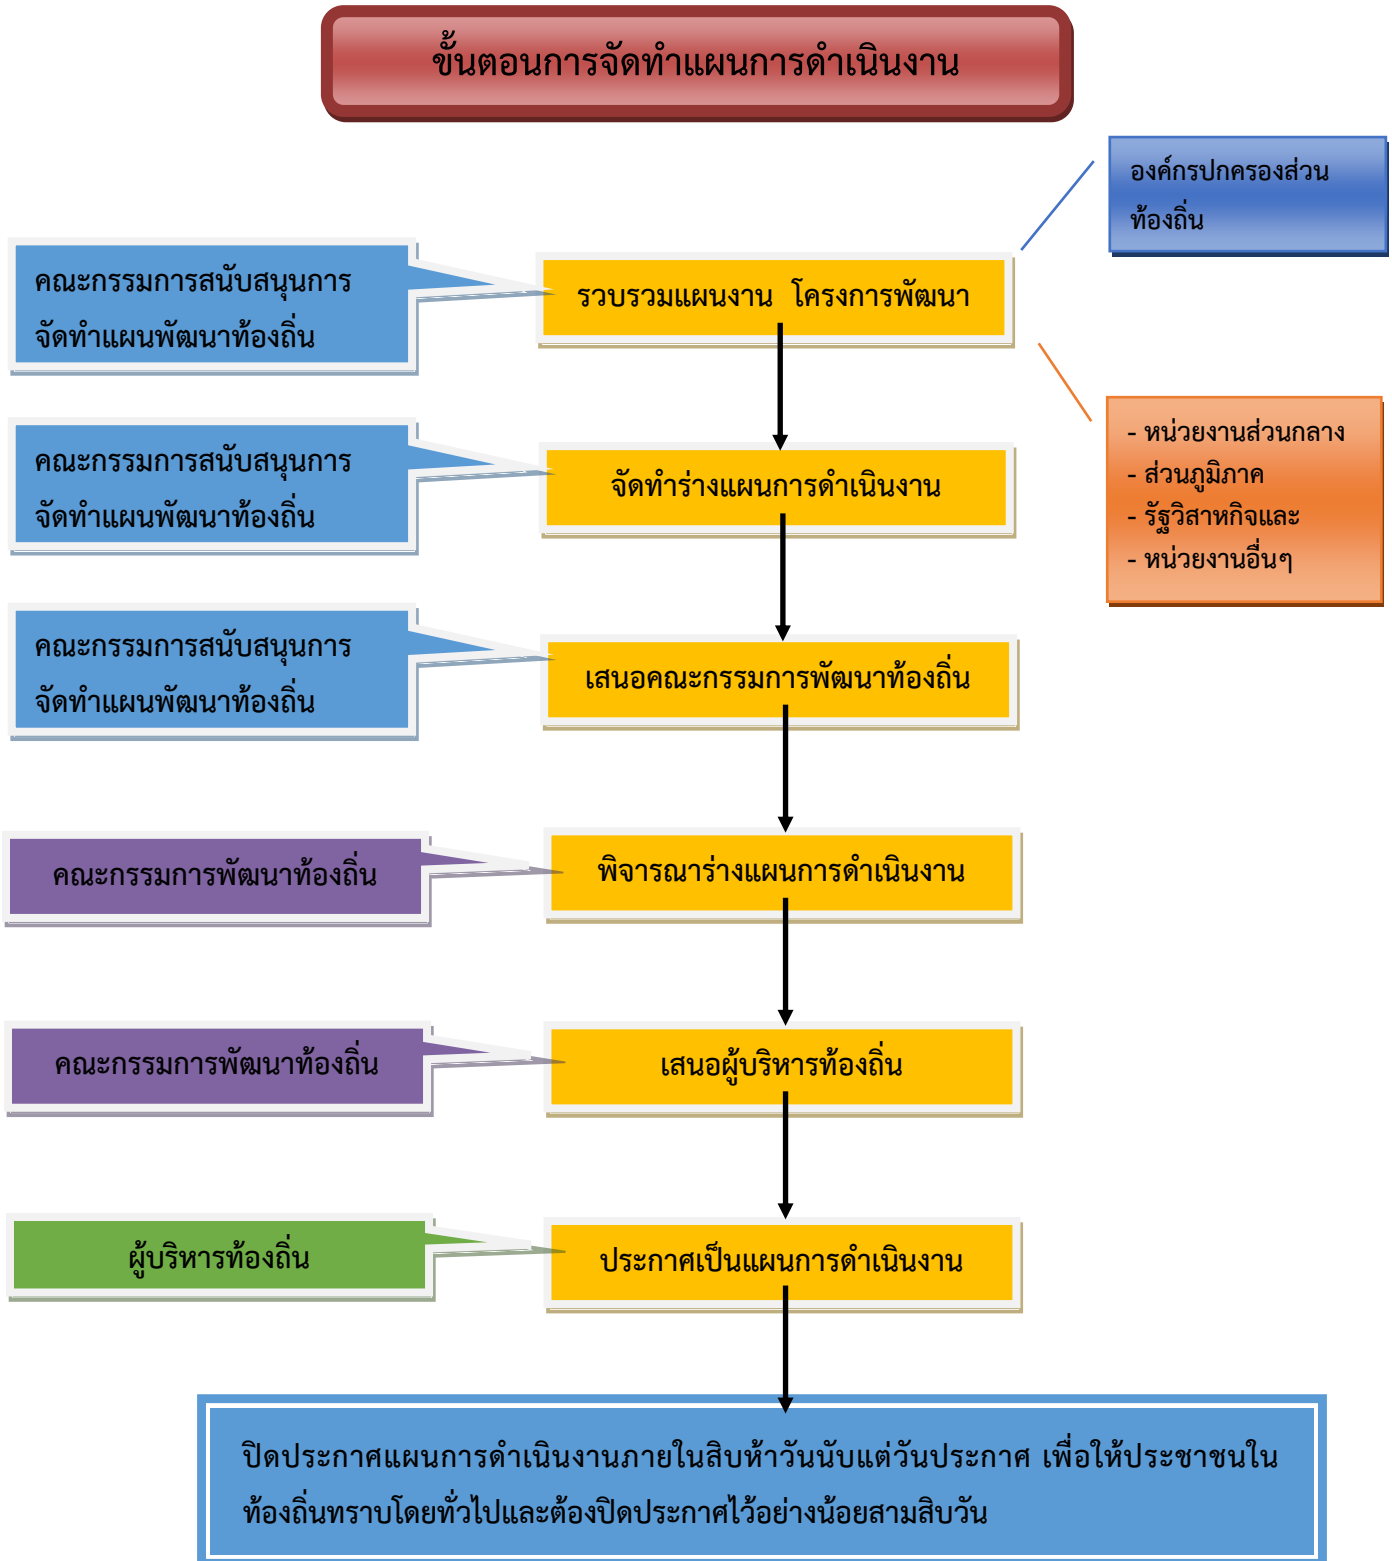 ขั้นตอนการจัดทำแผนการดำเนินงาน
องค์กรปกครองส่วน
ท้องถิ่น
คณะกรรมการสนับสนุนการ
จัดทำแผนพัฒนาท้องถิ่น
รวบรวมแผนงาน โครงการพัฒนา
- หน่วยงานส่วนกลาง
- ส่วนภูมิภาค
- รัฐวิสาหกิจและ
- หน่วยงานอื่นๆ
คณะกรรมการสนับสนุนการ
จัดทำแผนพัฒนาท้องถิ่น
จัดทำร่างแผนการดำเนินงาน
คณะกรรมการสนับสนุนการ
จัดทำแผนพัฒนาท้องถิ่น
เสนอคณะกรรมการพัฒนาท้องถิ่น
คณะกรรมการพัฒนาท้องถิ่น
พิจารณาร่างแผนการดำเนินงาน
คณะกรรมการพัฒนาท้องถิ่น
เสนอผู้บริหารท้องถิ่น
ผู้บริหารท้องถิ่น
ประกาศเป็นแผนการดำเนินงาน
ปิดประกาศแผนการดำเนินงานภายในสิบห้าวันนับแต่วันประกาศ เพื่อให้ประชาชนใน
ท้องถิ่นทราบโดยทั่วไปและต้องปิดประกาศไว้อย่างน้อยสามสิบวัน